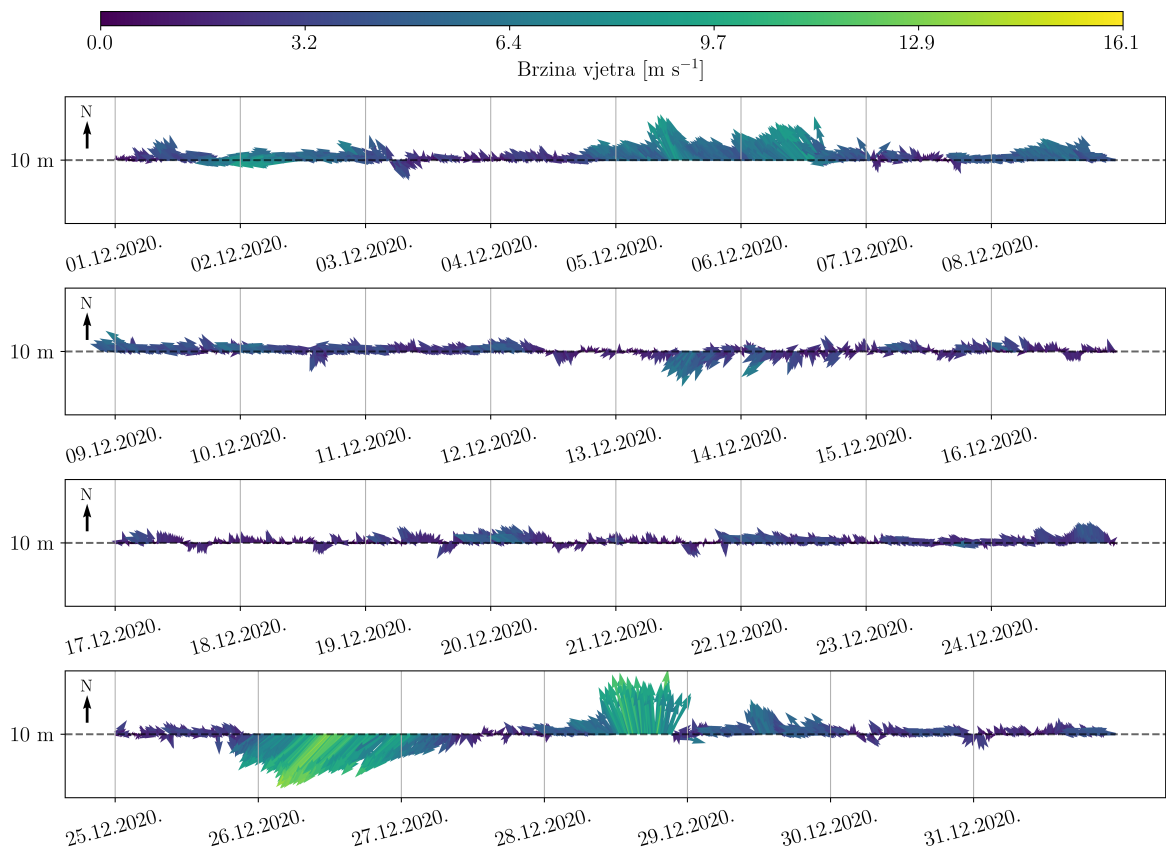 0.0 3.2 6.4 9.7 12.9 16.1
Brzina vjetra [m s⁻¹]
N
10 m
01.12.2020. 02.12.2020. 03.12.2020. 04.12.2020. 05.12.2020. 06.12.2020. 07.12.2020. 08.12.2020.
N
10 m
09.12.2020. 10.12.2020. 11.12.2020. 12.12.2020. 13.12.2020. 14.12.2020. 15.12.2020. 16.12.2020.
N
10 m
17.12.2020. 18.12.2020. 19.12.2020. 20.12.2020. 21.12.2020. 22.12.2020. 23.12.2020. 24.12.2020.
N
10 m
25.12.2020. 26.12.2020. 27.12.2020. 28.12.2020. 29.12.2020. 30.12.2020. 31.12.2020.